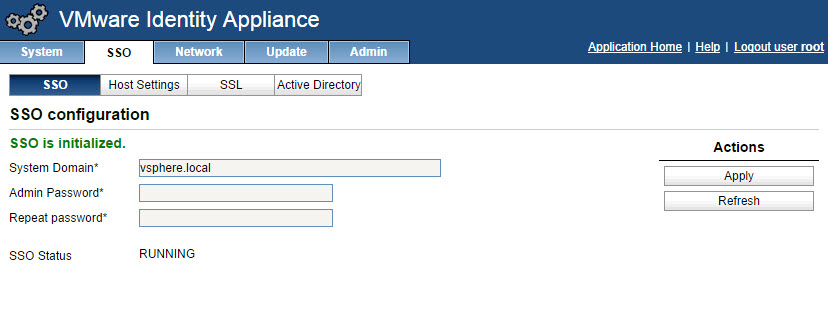 VMware Identity Appliance
System SSO Network Update Admin
Application Home | Help | Logout user root
SSO Host Settings SSL Active Directory
SSO configuration
SSO is initialized.
System Domain* vsphere.local
Admin Password*
Repeat password*
SSO Status RUNNING
Actions
Apply
Refresh